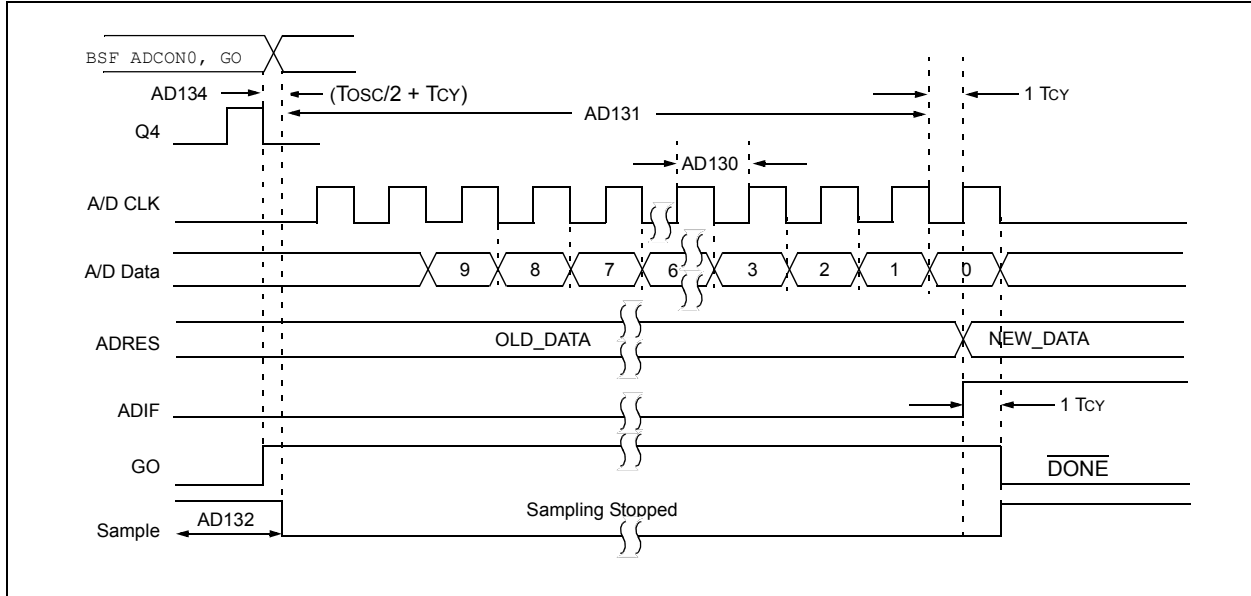 BSF ADCON0, GO
AD134
(TOSC/2 + TCY)
1 TCY
AD131
Q4
AD130
A/D CLK
A/D Data
9
8
7
6
3
2
1
0
ADRES
OLD_DATA
NEW_DATA
ADIF
1 TCY
GO
DONE
Sampling Stopped
AD132
Sample